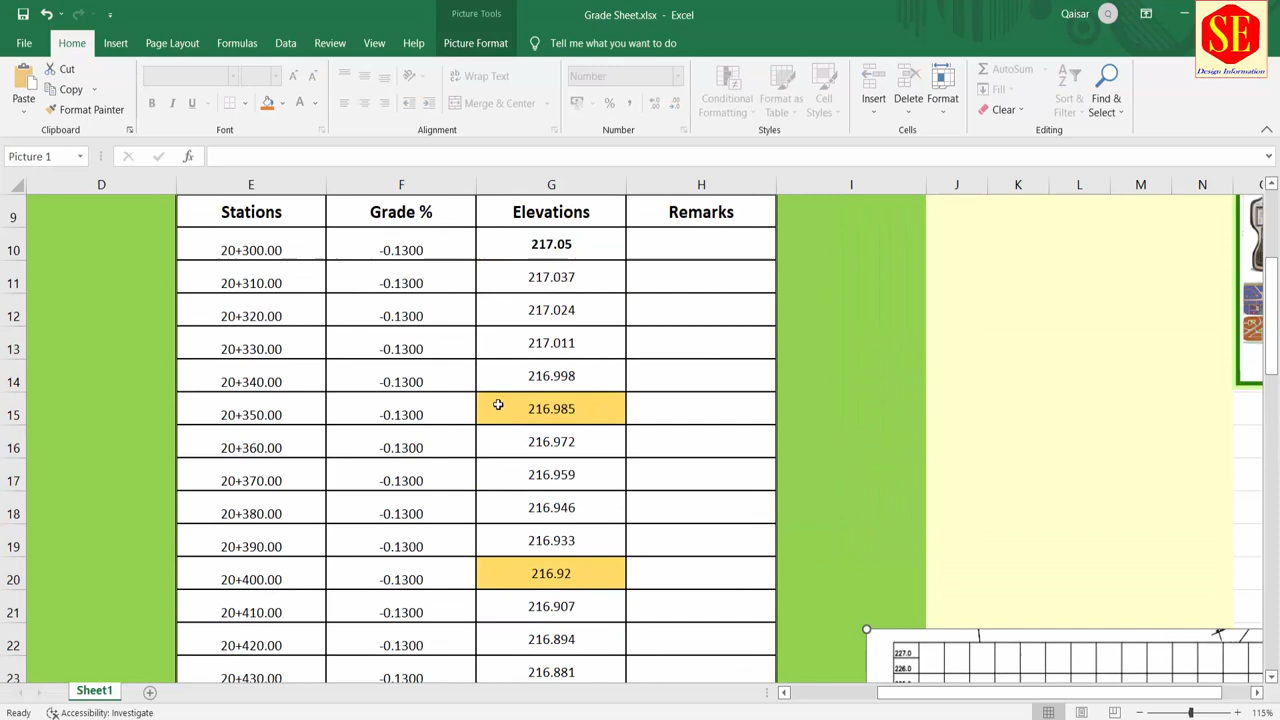 Picture Tools
Grade Sheet.xlsx - Excel
Qaisar Q
File Home Insert Page Layout Formulas Data Review View Help Picture Format Tell me what you want to do
SE
Design Information
Paste
Cut
Copy
Format Painter
Clipboard
B I U
A A
Font
Wrap Text
Merge & Center
Alignment
Number
%
Number
Conditional Formatting
Format as Table
Cell Styles
Styles
Insert
Delete
Format
Cells
AutoSum
Fill
Clear
Sort & Filter
Find & Select
Editing
Picture 1
fx
D E F G H I J K L M N
9 Stations Grade % Elevations Remarks
10 20+300.00 -0.1300 217.05
11 20+310.00 -0.1300 217.037
12 20+320.00 -0.1300 217.024
13 20+330.00 -0.1300 217.011
14 20+340.00 -0.1300 216.998
15 20+350.00 -0.1300 216.985
16 20+360.00 -0.1300 216.972
17 20+370.00 -0.1300 216.959
18 20+380.00 -0.1300 216.946
19 20+390.00 -0.1300 216.933
20 20+400.00 -0.1300 216.92
21 20+410.00 -0.1300 216.907
22 20+420.00 -0.1300 216.894
23 20+430.00 -0.1300 216.881
227.0
226.0
Sheet1
Ready Accessibility: Investigate 115%